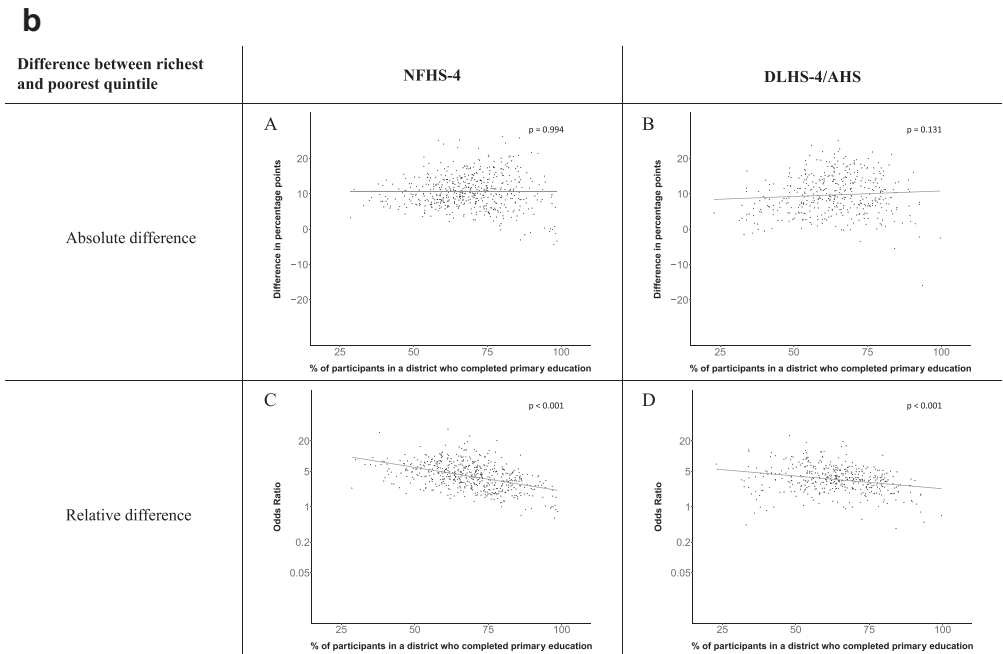 b
Difference between richest
and poorest quintile
NFHS-4
DLHS-4/AHS
Absolute difference
A
p = 0.994
Difference in percentage points
20
10
0
−10
−20
25 50 75 100
% of participants in a district who completed primary education
B
p = 0.131
Difference in percentage points
20
10
0
−10
−20
25 50 75 100
% of participants in a district who completed primary education
Relative difference
C
p < 0.001
Odds Ratio
20
5
1
0.2
0.05
25 50 75 100
% of participants in a district who completed primary education
D
p < 0.001
Odds Ratio
20
5
1
0.2
0.05
25 50 75 100
% of participants in a district who completed primary education